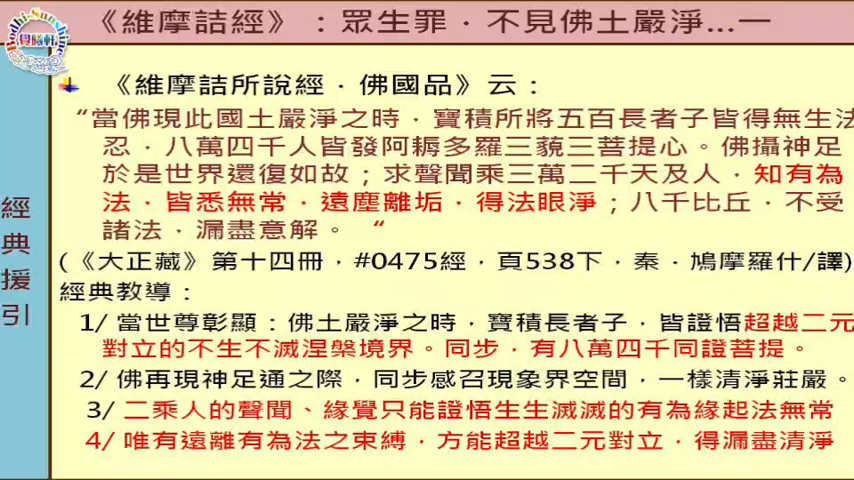 《維摩詰經》：眾生罪，不見佛土嚴淨...一
Bodhi-Sunshine
覺曦軒
經典援引
《維摩詰所說經．佛國品》云：
“當佛現此國土嚴淨之時，寶積所將五百長者子皆得無生法
忍，八萬四千人皆發阿耨多羅三藐三菩提心。佛攝神足
於是世界還復如故；求聲聞乘三萬二千天及人，知有為
法，皆悉無常，遠塵離垢，得法眼淨；八千比丘，不受
諸法，漏盡意解。“
(《大正藏》第十四冊，#0475經，頁538下，秦．鳩摩羅什/譯)
經典教導：
1/ 當世尊彰顯：佛土嚴淨之時，寶積長者子，皆證悟超越二元
對立的不生不滅涅槃境界。同步，有八萬四千同證菩提。
2/ 佛再現神足通之際，同步感召現象界空間，一樣清淨莊嚴。
3/ 二乘人的聲聞、緣覺只能證悟生生滅滅的有為緣起法無常
4/ 唯有遠離有為法之束縛，方能超越二元對立，得漏盡清淨